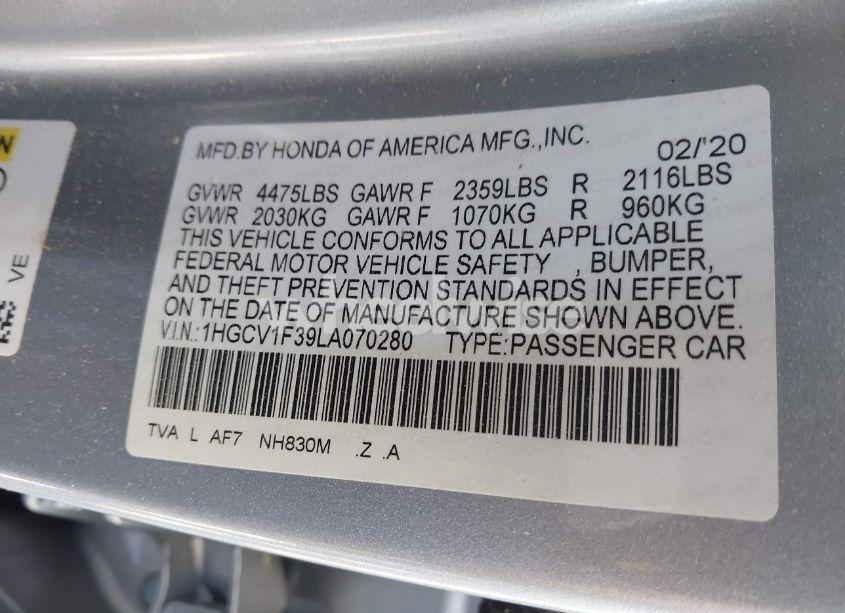 MFD.BY HONDA OF AMERICA MFG.,INC. 02/'20
GVWR 4475LBS GAWR F 2359LBS R 2116LBS
GVWR 2030KG GAWR F 1070KG R 960KG
THIS VEHICLE CONFORMS TO ALL APPLICABLE
FEDERAL MOTOR VEHICLE SAFETY , BUMPER,
AND THEFT PREVENTION STANDARDS IN EFFECT
ON THE DATE OF MANUFACTURE SHOWN ABOVE.
V.I.N.:1HGCV1F39LA070280 TYPE:PASSENGER CAR
TVA L AF7 NH830M .Z .A
N
VE